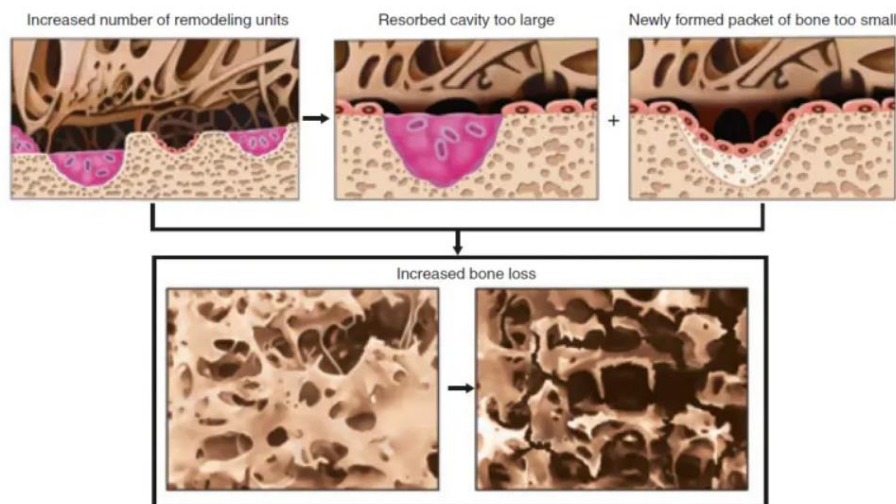 Increased number of remodeling units
Resorbed cavity too large
Newly formed packet of bone too small
+
Increased bone loss